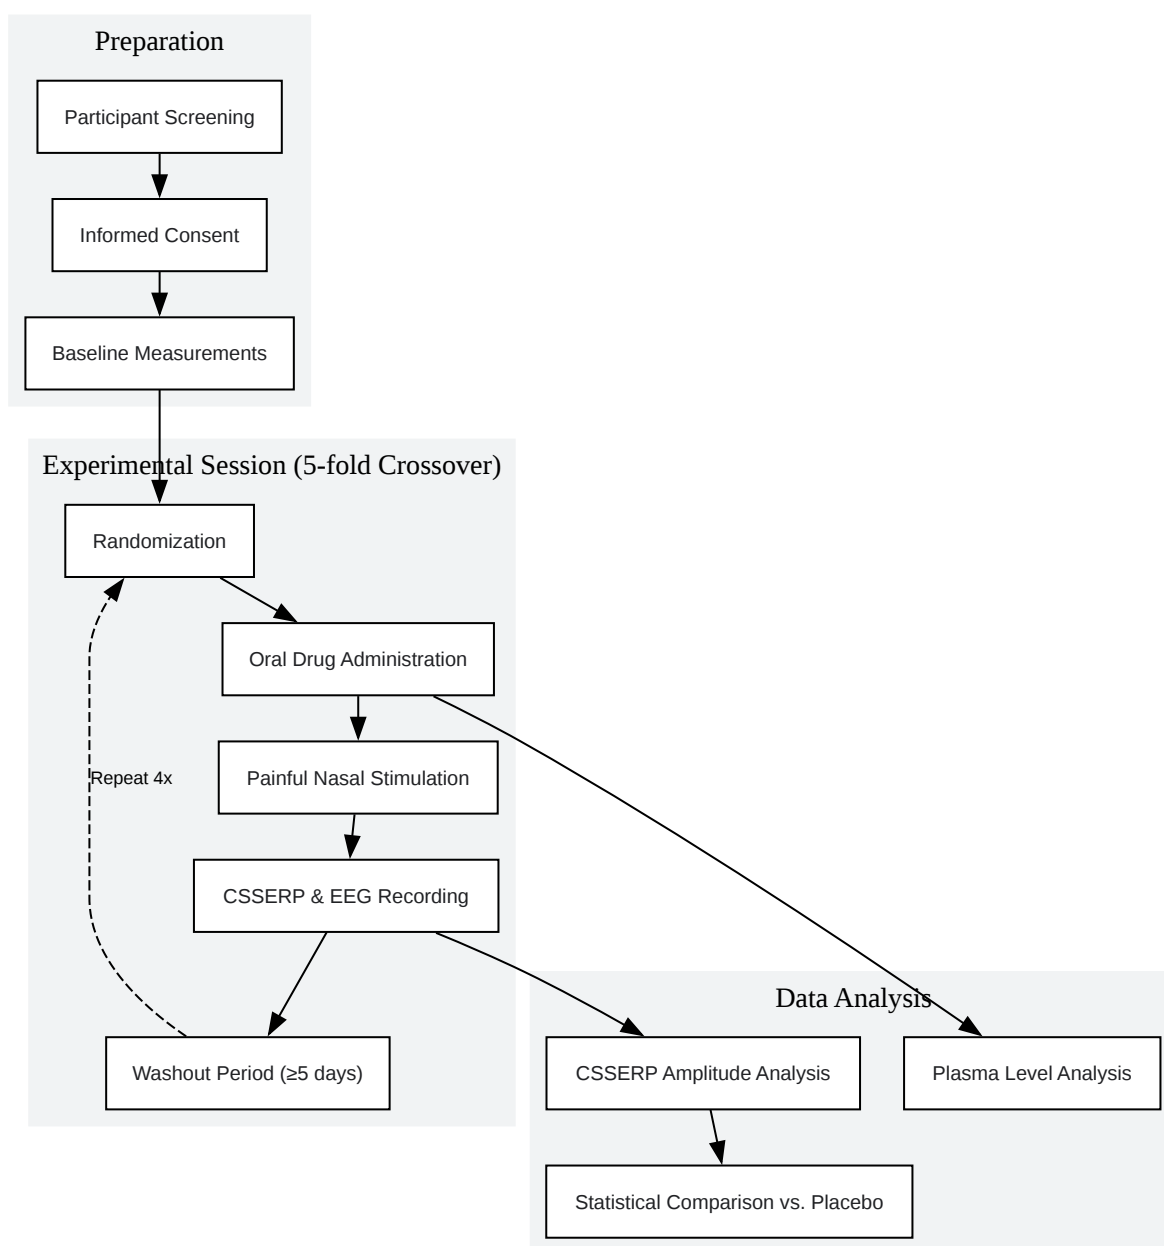 Preparation
Participant Screening
Informed Consent
Baseline Measurements
Experimental Session (5-fold Crossover)
Randomization
Oral Drug Administration
Painful Nasal Stimulation
Repeat 4x
CSSERP & EEG Recording
Data Analysis
Washout Period (≥5 days)
CSSERP Amplitude Analysis
Plasma Level Analysis
Statistical Comparison vs. Placebo